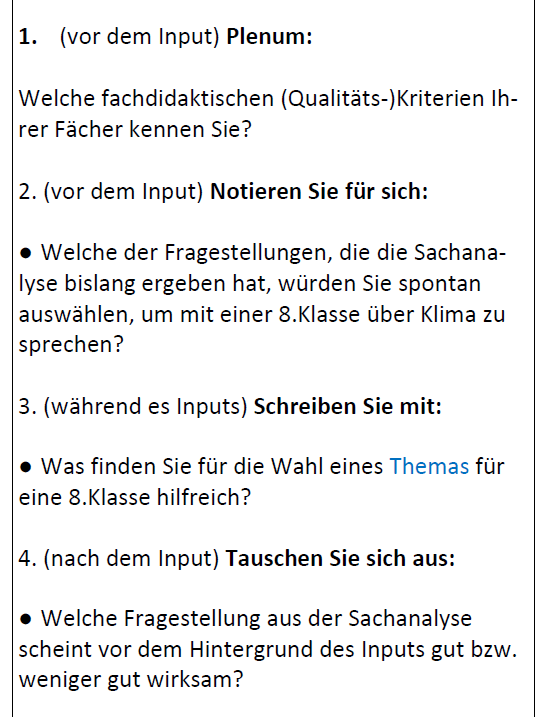 1. (vor dem Input) Plenum:
Welche fachdidaktischen (Qualitäts-)Kriterien Ih-
rer Fächer kennen Sie?
2. (vor dem Input) Notieren Sie für sich:
● Welche der Fragestellungen, die die Sachana-
lyse bislang ergeben hat, würden Sie spontan
auswählen, um mit einer 8.Klasse über Klima zu
sprechen?
3. (während es Inputs) Schreiben Sie mit:
● Was finden Sie für die Wahl eines Themas für
eine 8.Klasse hilfreich?
4. (nach dem Input) Tauschen Sie sich aus:
● Welche Fragestellung aus der Sachanalyse
scheint vor dem Hintergrund des Inputs gut bzw.
weniger gut wirksam?